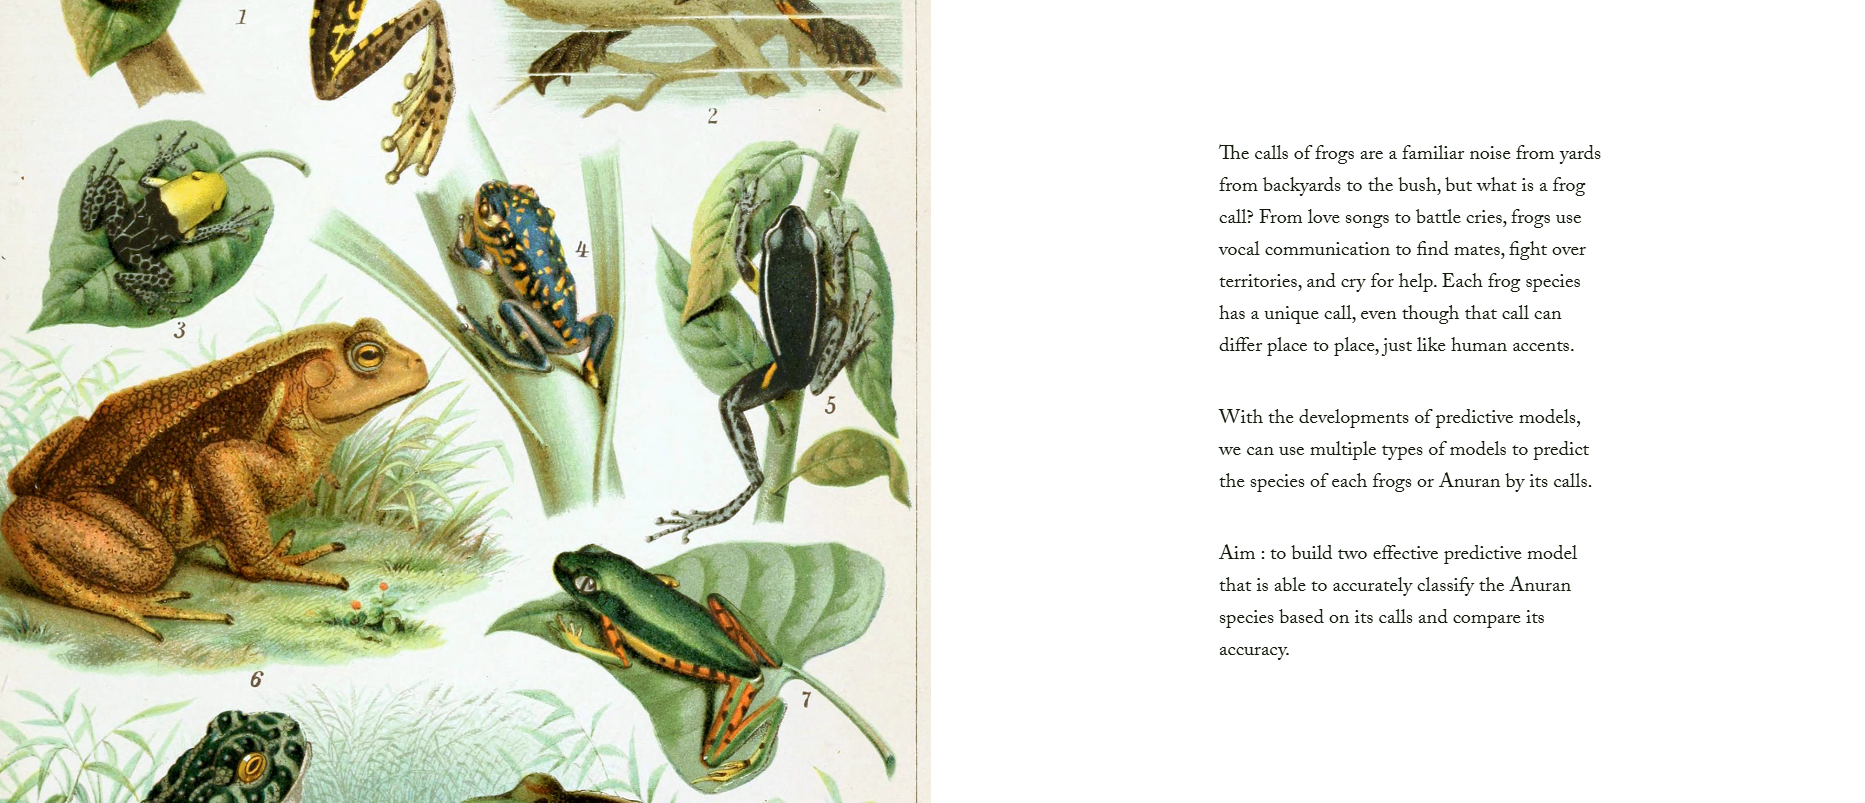 1
2
3
4
5
6
7
The calls of frogs are a familiar noise from yards
from backyards to the bush, but what is a frog
call? From love songs to battle cries, frogs use
vocal communication to find mates, fight over
territories, and cry for help. Each frog species
has a unique call, even though that call can
differ place to place, just like human accents.
With the developments of predictive models,
we can use multiple types of models to predict
the species of each frogs or Anuran by its calls.
Aim : to build two effective predictive model
that is able to accurately classify the Anuran
species based on its calls and compare its
accuracy.